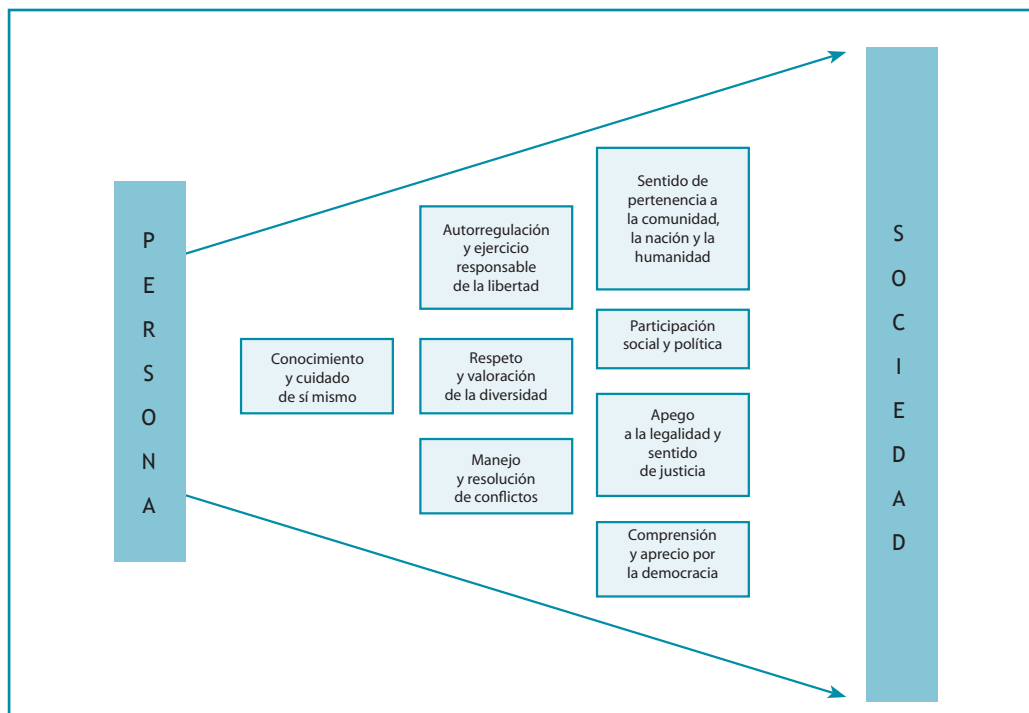 PERSONA
Conocimiento
y cuidado
de sí mismo
Autorregulación
y ejercicio
responsable
de la libertad
Respeto
y valoración
de la diversidad
Manejo
y resolución
de conflictos
Sentido de
pertenencia a
la comunidad,
la nación y la
humanidad
Participación
social y política
Apego
a la legalidad y
sentido
de justicia
Comprensión
y aprecio por
la democracia
SOCIEDAD